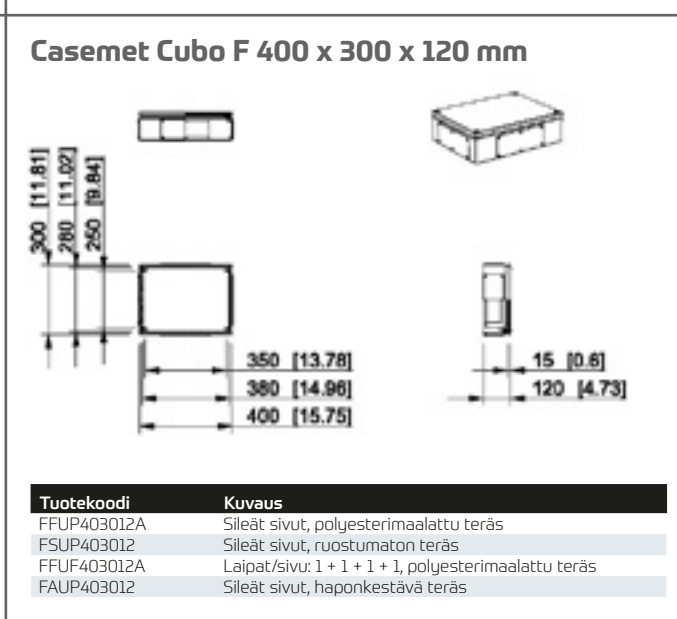 Casemet Cubo F 400 x 300 x 120 mm
300 [11.81]
280 [11.02]
250 [9.84]
350 [13.78]
380 [14.96]
400 [15.75]
15 [0.6]
120 [4.73]
Tuotekoodi Kuvaus
FFUP403012A Sileät sivut, polyesterimaalattu teräs
FSUP403012 Sileät sivut, ruostumaton teräs
FFUF403012A Laipat/sivu: 1 + 1 + 1 + 1, polyesterimaalattu teräs
FAUP403012 Sileät sivut, haponkestävä teräs